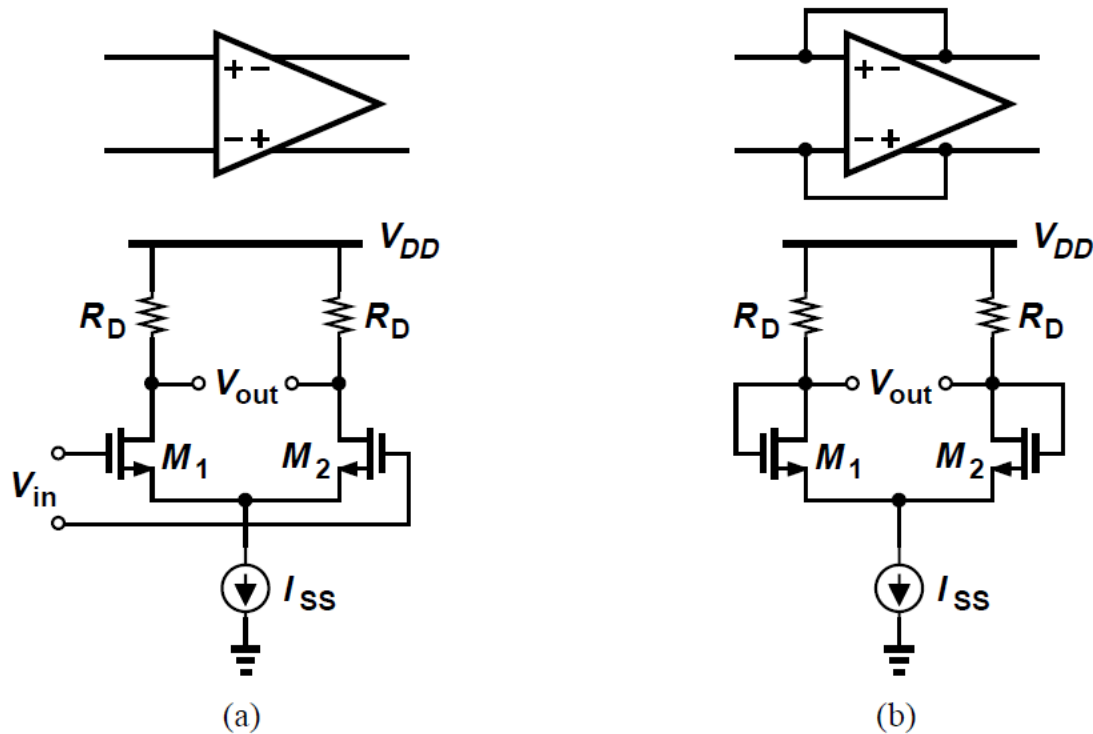 + − + −
− + − +
V_DD V_DD
R_D R_D R_D R_D
V_out V_out
M_1 M_2 M_1 M_2
V_in
I_SS I_SS
(a) (b)